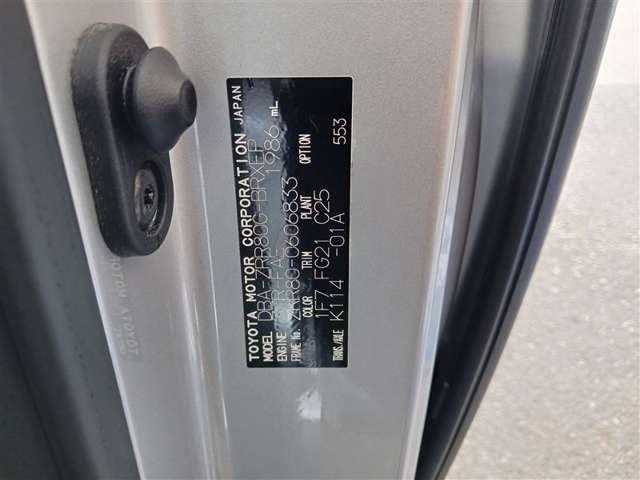 TOYOTA MOTOR CORPORATION JAPAN
MODEL DBA-ZRR80G-BRXEP
ENGINE 3ZR-FAE 1986 mL
FRAME No. ZRR80-0606833
COLOR TRIM PLANT OPTION
1F7 FG21 C25 553
TRANS./AXLE K114 -01A